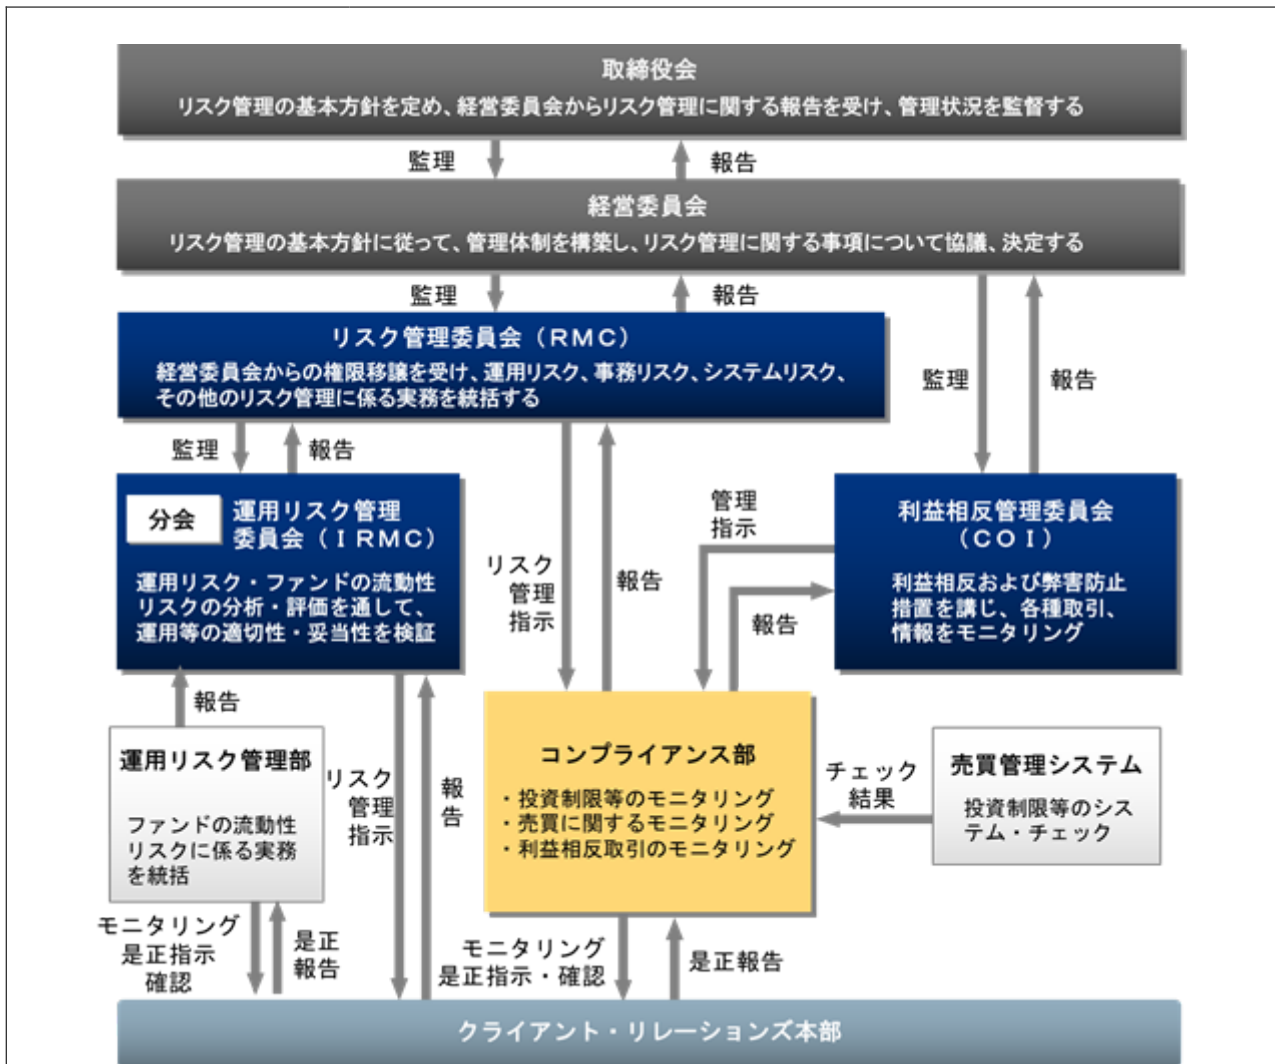 取締役会
リスク管理の基本方針を定め、経営委員会からリスク管理に関する報告を受け、管理状況を監督する
監理
報告
経営委員会
リスク管理の基本方針に従って、管理体制を構築し、リスク管理に関する事項について協議、決定する
監理
報告
リスク管理委員会（ＲＭＣ）
経営委員会からの権限移譲を受け、運用リスク、事務リスク、システムリスク、
その他のリスク管理に係る実務を統括する
監理
報告
監理
報告
分会
運用リスク管理
委員会（ＩＲＭＣ）
運用リスク・ファンドの流動性
リスクの分析・評価を通して、
運用等の適切性・妥当性を検証
リスク
管理
指示
報告
管理
指示
報告
利益相反管理委員会
（ＣＯＩ）
利益相反および弊害防止
措置を講じ、各種取引、
情報をモニタリング
報告
運用リスク管理部
ファンドの流動性
リスクに係る実務
を統括
リスク
管理
指示
報
告
コンプライアンス部
・投資制限等のモニタリング
・売買に関するモニタリング
・利益相反取引のモニタリング
チェック
結果
売買管理システム
投資制限等のシス
テム・チェック
モニタリング
是正指示
確認
是正
報告
モニタリング
是正指示・確認
是正報告
クライアント・リレーションズ本部